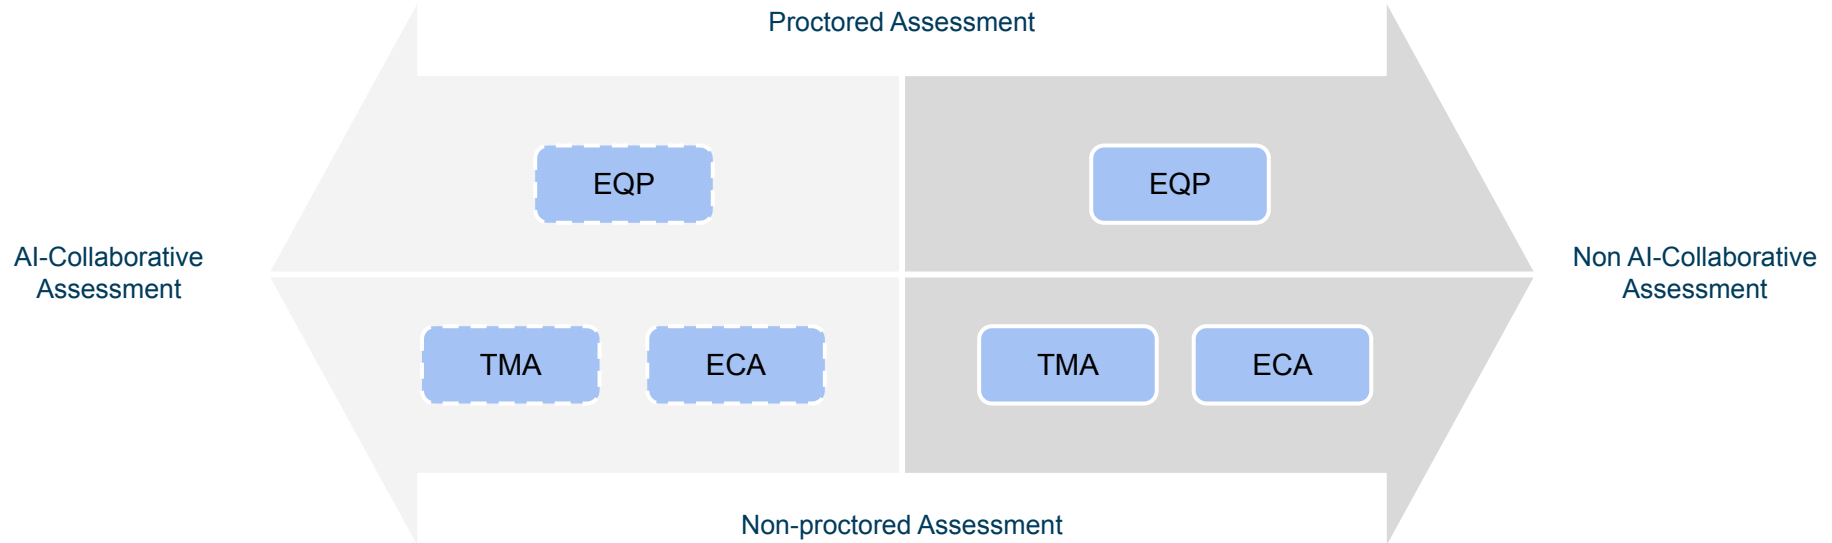 Proctored Assessment
EQP
EQP
AI-Collaborative
Assessment
Non AI-Collaborative
Assessment
TMA
ECA
TMA
ECA
Non-proctored Assessment